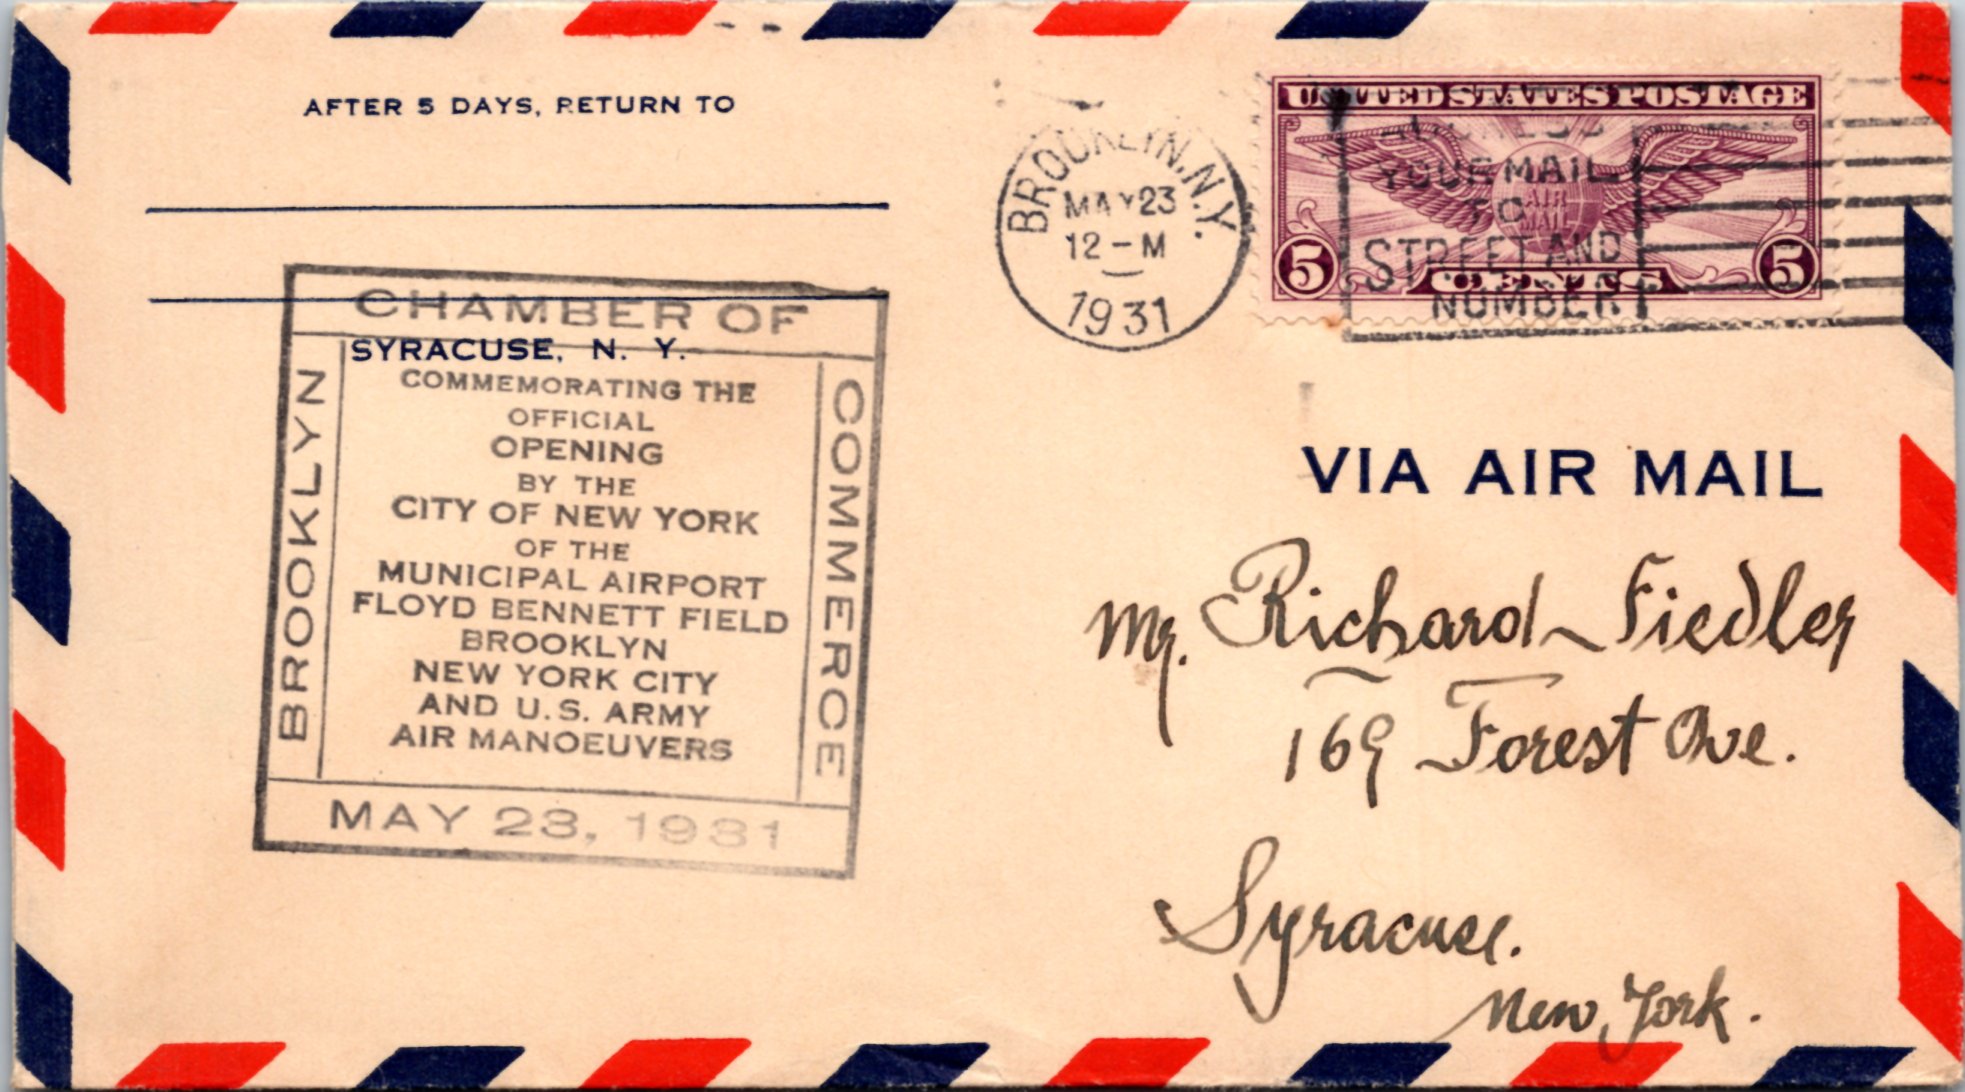 AFTER 5 DAYS, RETURN TO
SYRACUSE, N. Y.
CHAMBER OF
COMMERCE
BROOKLYN
COMMEMORATING THE
OFFICIAL
OPENING
BY THE
CITY OF NEW YORK
OF THE
MUNICIPAL AIRPORT
FLOYD BENNETT FIELD
BROOKLYN
NEW YORK CITY
AND U.S. ARMY
AIR MANOEUVERS
MAY 23, 1931
BROOKLYN, N.Y.
MAY 23
12-M
1931
UNITED STATES POSTAGE
AIR
MAIL
5 CENTS 5
YOUR MAIL
TO
STREET AND
NUMBER
VIA AIR MAIL
Mr. Richard Fiedler
169 Forest Ave.
Syracuse.
New York.